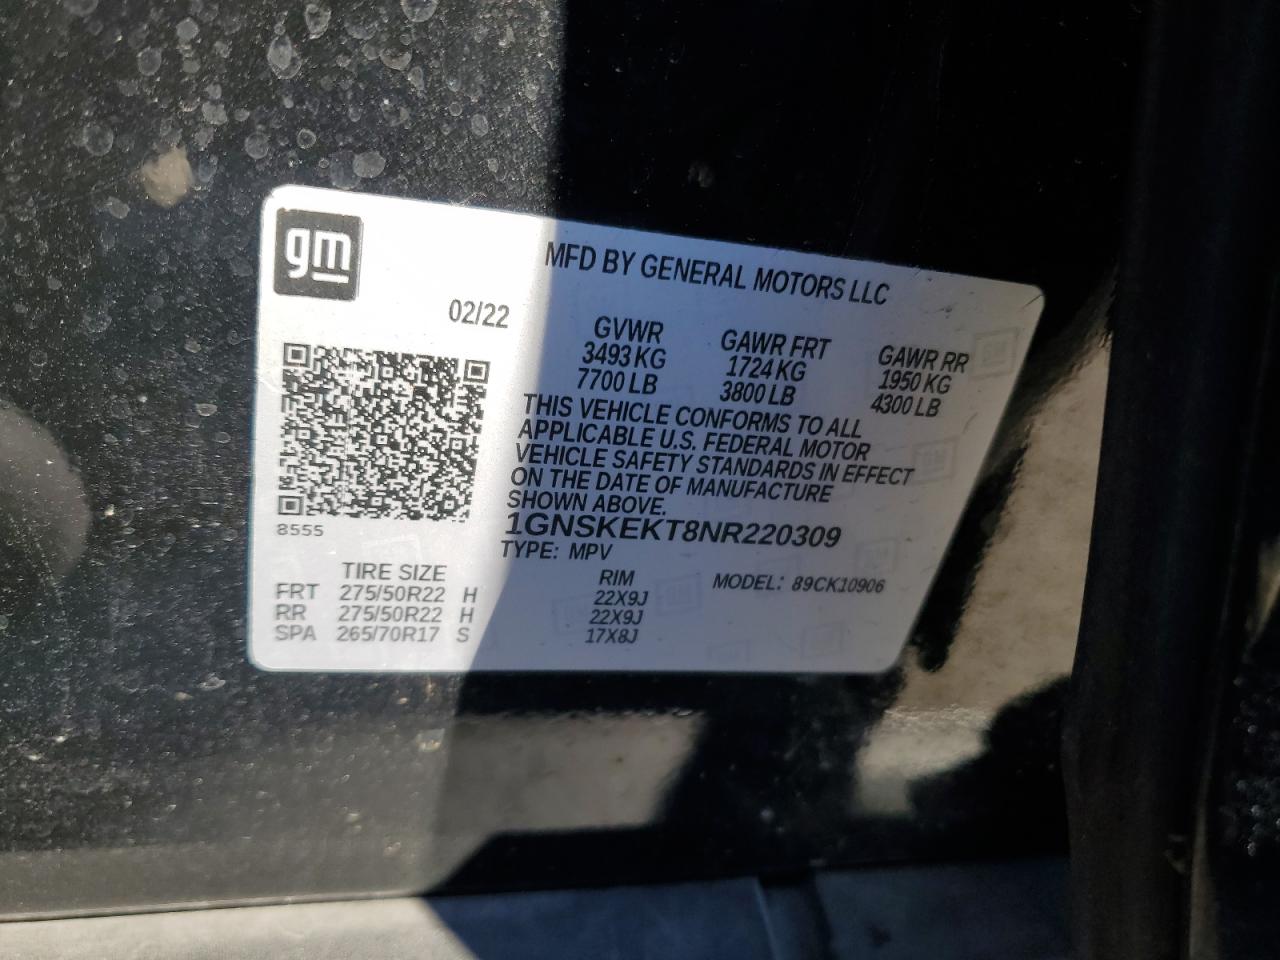 gm
MFD BY GENERAL MOTORS LLC
02/22
GVWR GAWR FRT GAWR RR
3493 KG 1724 KG 1950 KG
7700 LB 3800 LB 4300 LB
THIS VEHICLE CONFORMS TO ALL
APPLICABLE U.S. FEDERAL MOTOR
VEHICLE SAFETY STANDARDS IN EFFECT
ON THE DATE OF MANUFACTURE
SHOWN ABOVE.
8555
1GNSKEKT8NR220309
TYPE: MPV
MODEL: 89CK10906
TIRE SIZE RIM
FRT 275/50R22 H 22X9J
RR 275/50R22 H 22X9J
SPA 265/70R17 S 17X8J